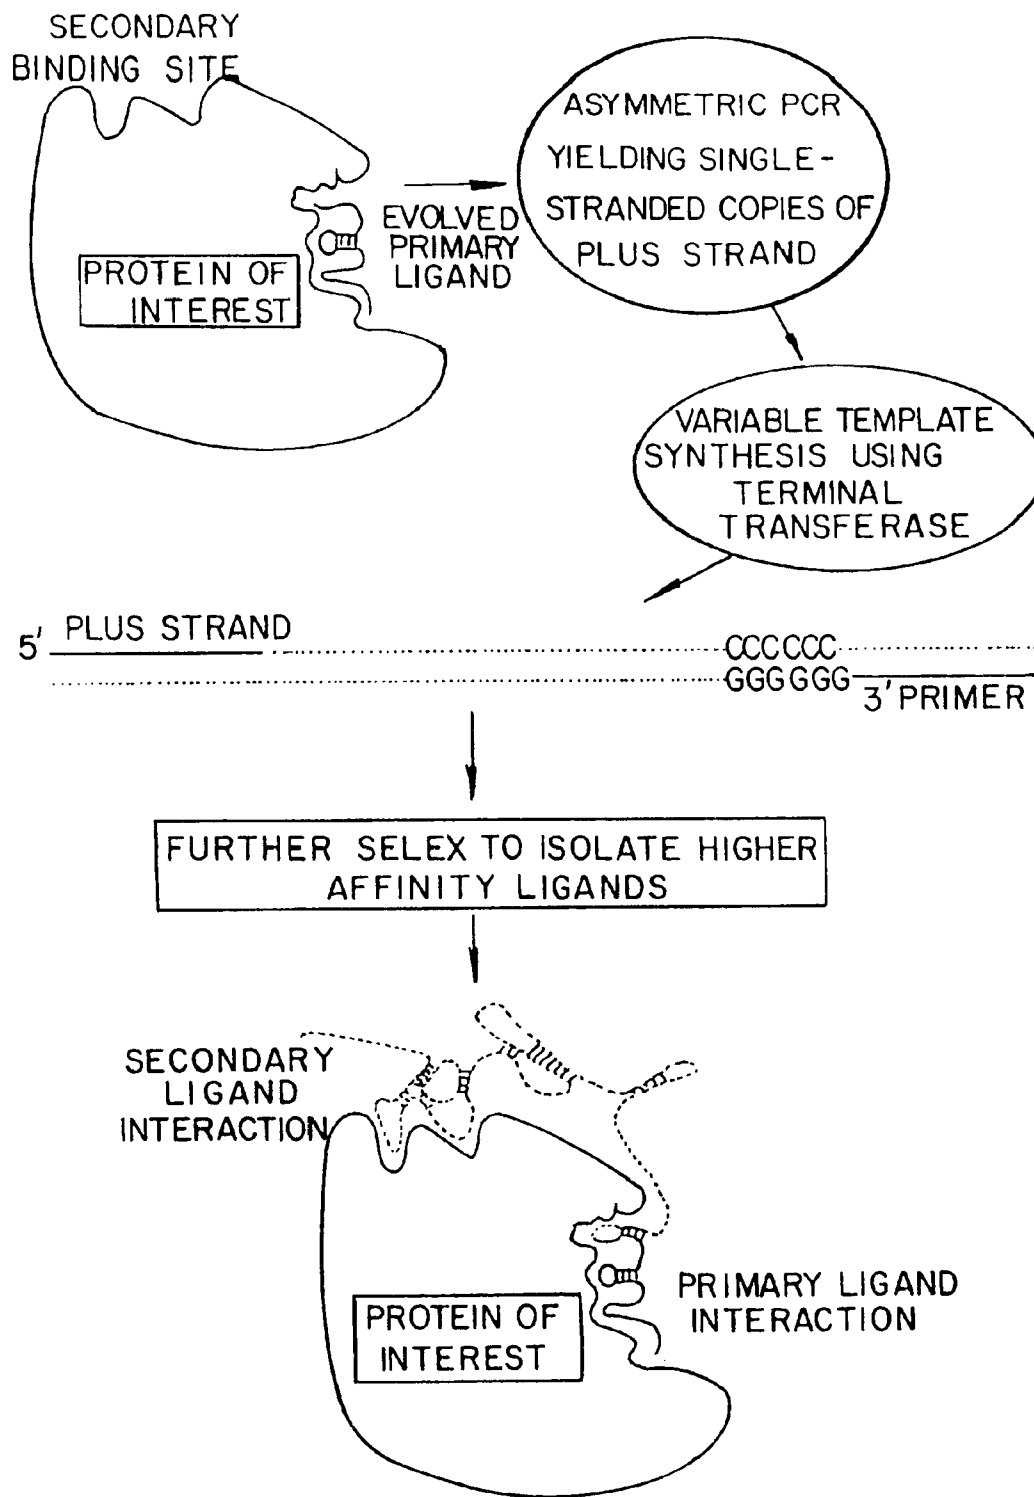 SECONDARY
BINDING SITE
PROTEIN OF
INTEREST
EVOLVED
PRIMARY
LIGAND
ASYMMETRIC PCR
YIELDING SINGLE-
STRANDED COPIES OF
PLUS STRAND
VARIABLE TEMPLATE
SYNTHESIS USING
TERMINAL
TRANSFERASE
5' PLUS STRAND
CCCCCC
GGGGGG
3' PRIMER
FURTHER SELEX TO ISOLATE HIGHER
AFFINITY LIGANDS
SECONDARY
LIGAND
INTERACTION
PROTEIN OF
INTEREST
PRIMARY LIGAND
INTERACTION